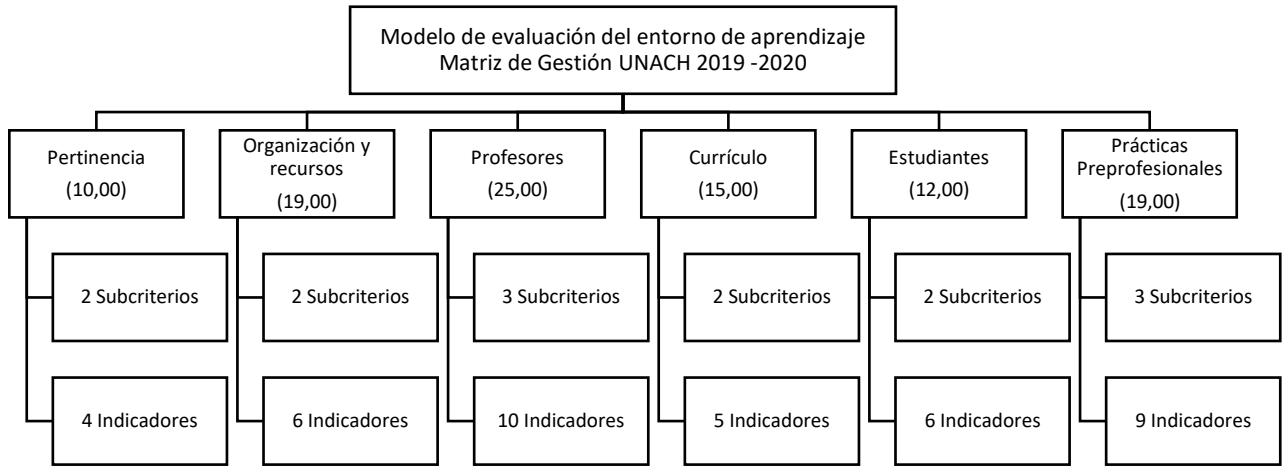 Modelo de evaluación del entorno de aprendizaje
Matriz de Gestión UNACH 2019 -2020
Pertinencia
(10,00)
2 Subcriterios
4 Indicadores
Organización y
recursos
(19,00)
2 Subcriterios
6 Indicadores
Profesores
(25,00)
3 Subcriterios
10 Indicadores
Currículo
(15,00)
2 Subcriterios
5 Indicadores
Estudiantes
(12,00)
2 Subcriterios
6 Indicadores
Prácticas
Preprofesionales
(19,00)
3 Subcriterios
9 Indicadores